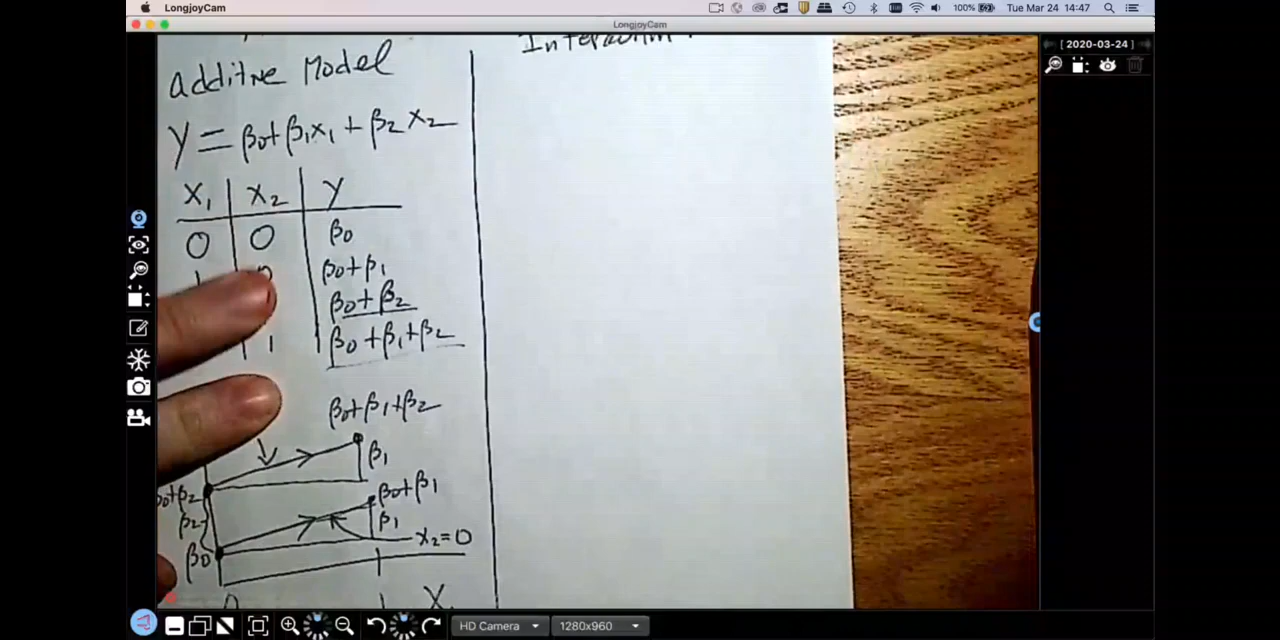 LongjoyCam
100%
Tue Mar 24 14:47
LongjoyCam
[ 2020-03-24 ]
Additive Model
Y = β0+β1x1 + β2x2
X1 X2 Y
0 0 β0
β0+β1
β0+β2
1 β0+β1+β2
β0+β1+β2
β1
β0+β2
β0+β1
β2
β1
X2=0
β0
0 1 X
HD Camera
1280x960